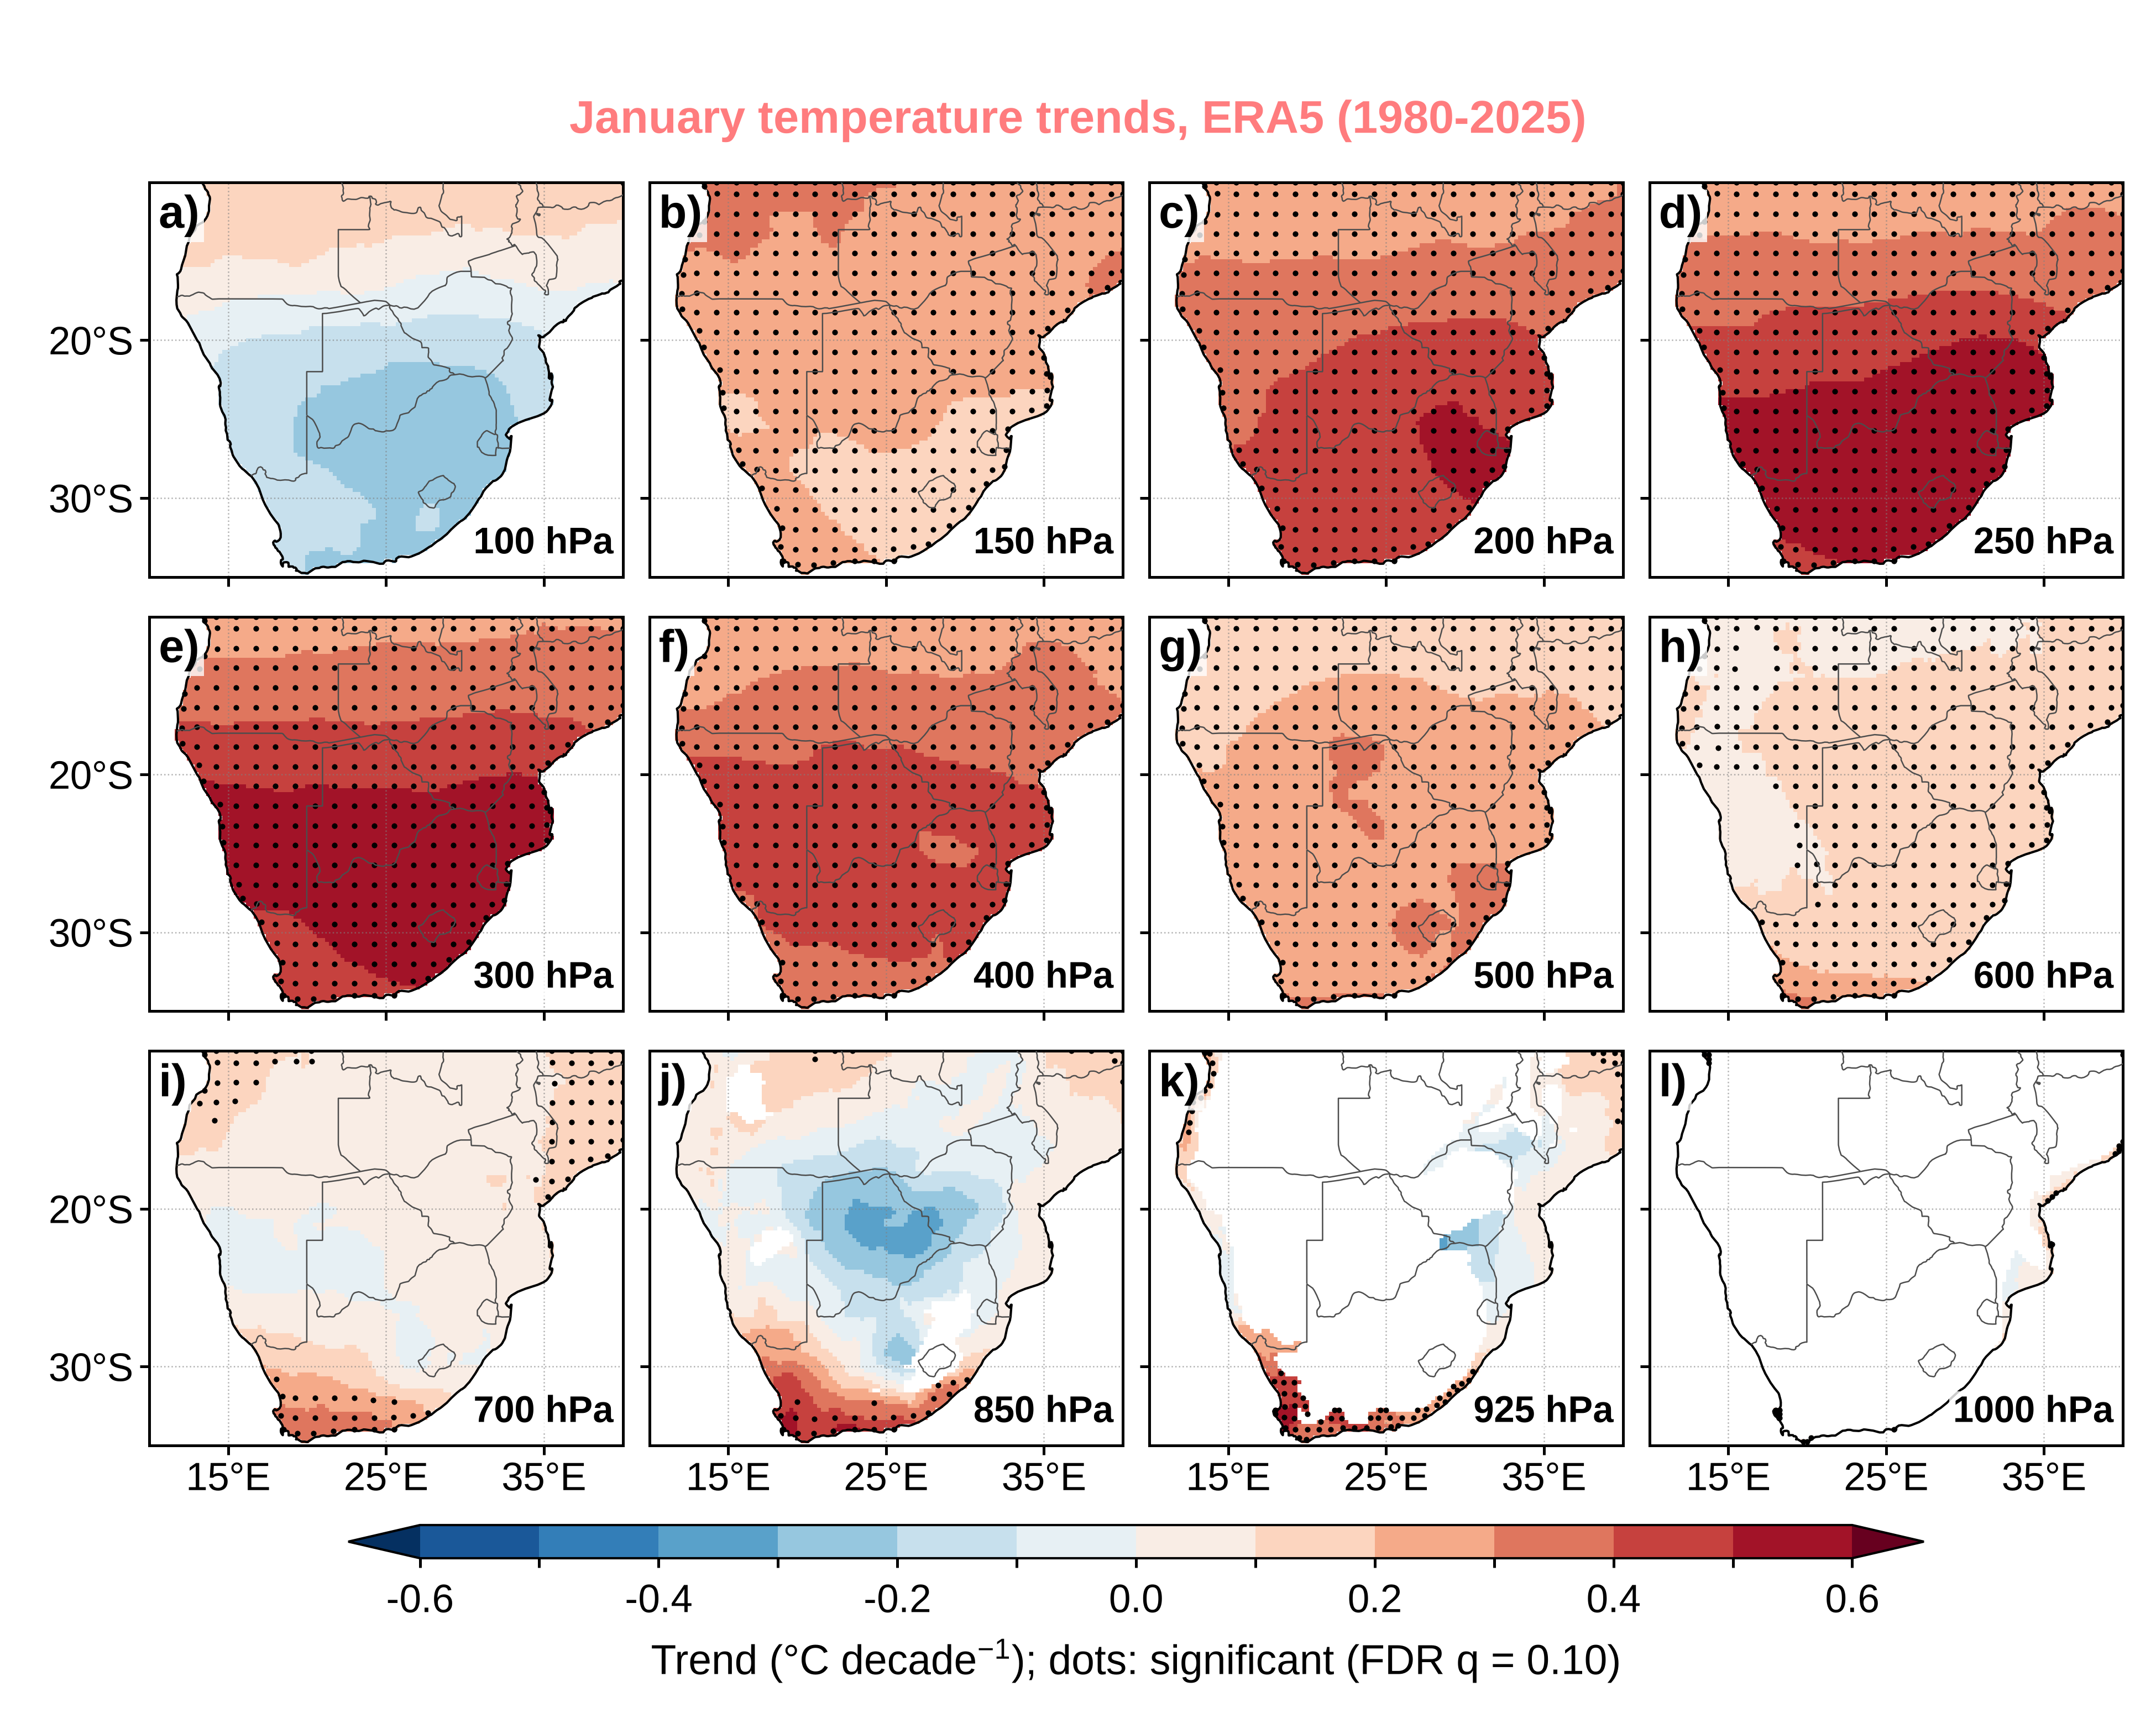 January temperature trends, ERA5 (1980-2025)
a) 100 hPa
b) 150 hPa
c) 200 hPa
d) 250 hPa
20°S
30°S
e) 300 hPa
f) 400 hPa
g) 500 hPa
h) 600 hPa
20°S
30°S
i) 700 hPa
j) 850 hPa
k) 925 hPa
l) 1000 hPa
20°S
30°S
15°E 25°E 35°E 15°E 25°E 35°E 15°E 25°E 35°E 15°E 25°E 35°E
-0.6 -0.4 -0.2 0.0 0.2 0.4 0.6
Trend (°C decade⁻¹); dots: significant (FDR q = 0.10)